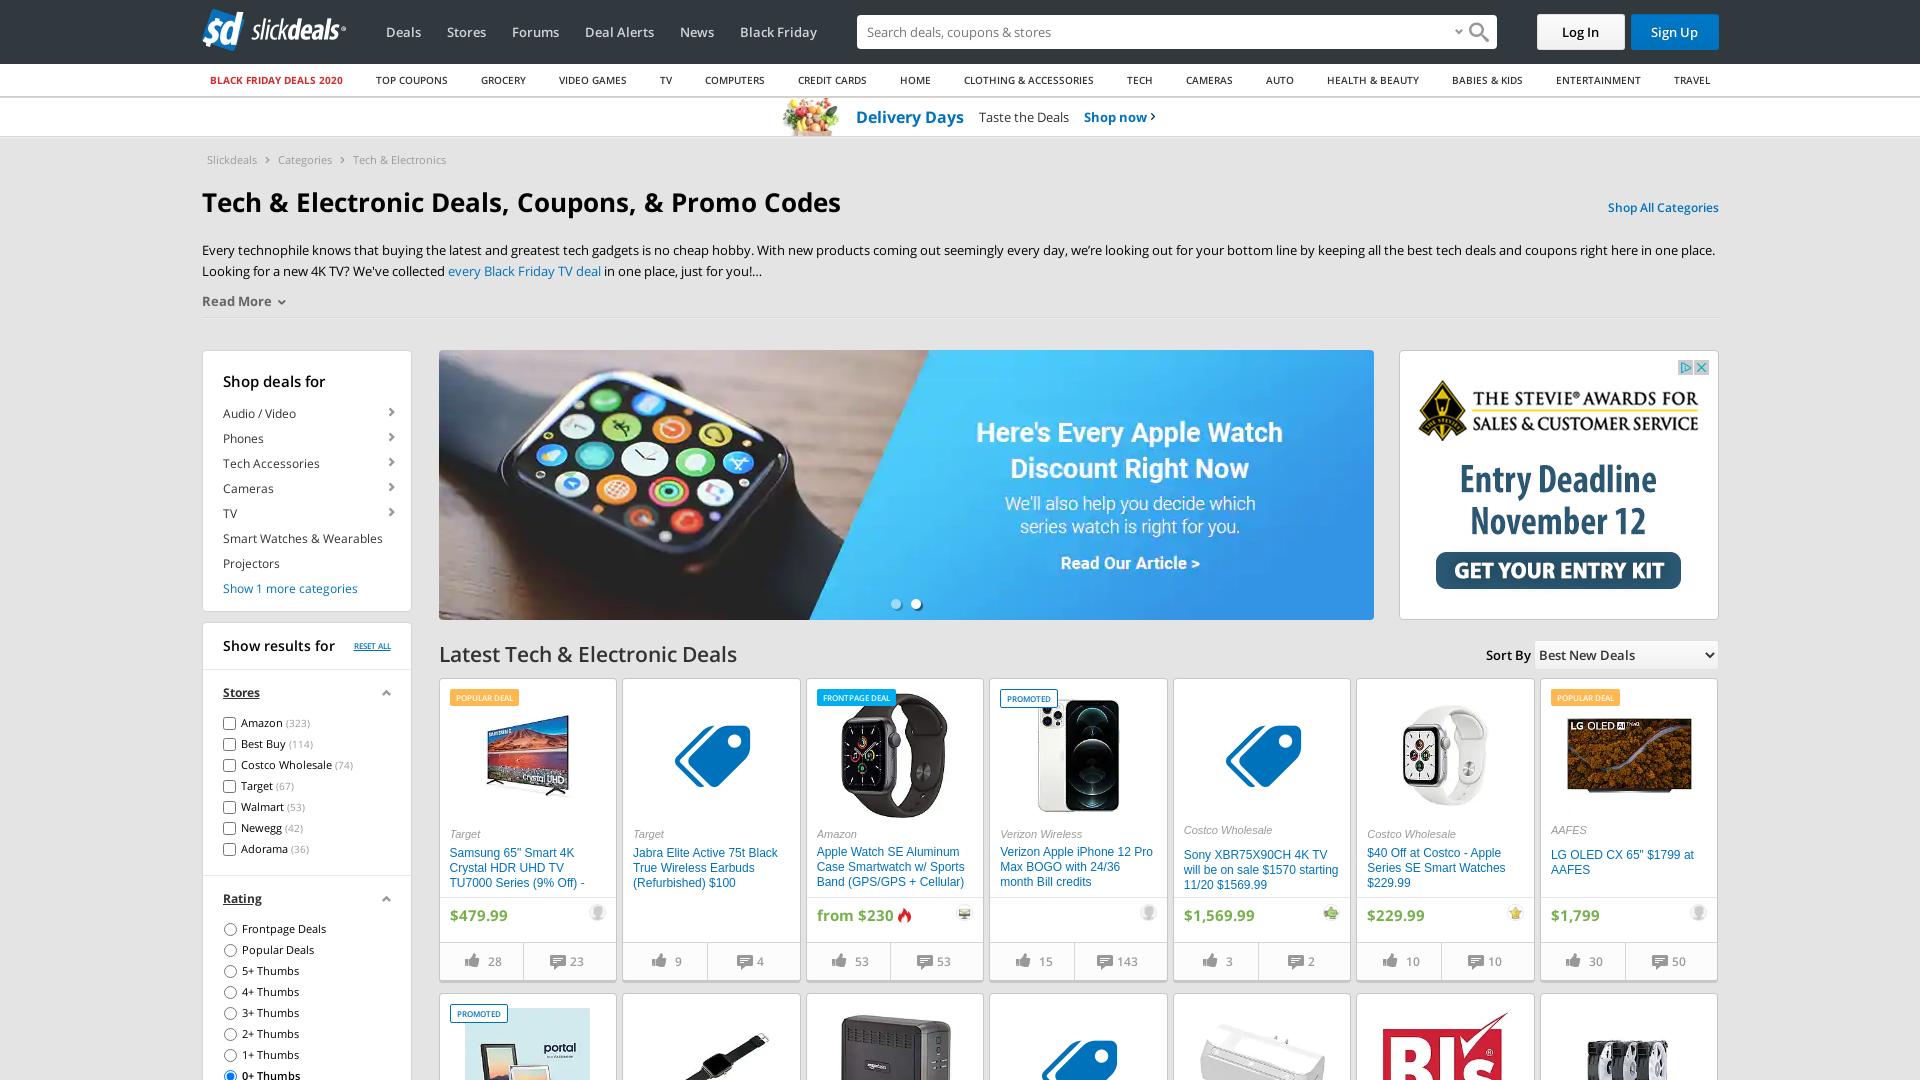 slickdeals
Deals
Stores
Forums
Deal Alerts
News
Black Friday
Search deals, coupons & stores
Log In
Sign Up
BLACK FRIDAY DEALS 2020
TOP COUPONS
GROCERY
VIDEO GAMES
TV
COMPUTERS
CREDIT CARDS
HOME
CLOTHING & ACCESSORIES
TECH
CAMERAS
AUTO
HEALTH & BEAUTY
BABIES & KIDS
ENTERTAINMENT
TRAVEL
Delivery Days Taste the Deals Shop now
Slickdeals > Categories > Tech & Electronics
Tech & Electronic Deals, Coupons, & Promo Codes
Shop All Categories
Every technophile knows that buying the latest and greatest tech gadgets is no cheap hobby. With new products coming out seemingly every day, we’re looking out for your bottom line by keeping all the best tech deals and coupons right here in one place.
Looking for a new 4K TV? We've collected every Black Friday TV deal in one place, just for you!…
Read More
Shop deals for
Audio / Video
Phones
Tech Accessories
Cameras
TV
Smart Watches & Wearables
Projectors
Show 1 more categories
Show results for
RESET ALL
Stores
Amazon (323)
Best Buy (114)
Costco Wholesale (74)
Target (67)
Walmart (53)
Newegg (42)
Adorama (36)
Rating
Frontpage Deals
Popular Deals
5+ Thumbs
4+ Thumbs
3+ Thumbs
2+ Thumbs
1+ Thumbs
0+ Thumbs
Here's Every Apple Watch
Discount Right Now
We'll also help you decide which
series watch is right for you.
Read Our Article >
THE STEVIE® AWARDS FOR
SALES & CUSTOMER SERVICE
Entry Deadline
November 12
GET YOUR ENTRY KIT
Latest Tech & Electronic Deals
Sort By Best New Deals
POPULAR DEAL
SAMSUNG
Crystal UHD
Target
Samsung 65" Smart 4K
Crystal HDR UHD TV
TU7000 Series (9% Off) -
$479.99
28
23
Target
Jabra Elite Active 75t Black
True Wireless Earbuds
(Refurbished) $100
9
4
FRONTPAGE DEAL
Amazon
Apple Watch SE Aluminum
Case Smartwatch w/ Sports
Band (GPS/GPS + Cellular)
from $230
53
53
PROMOTED
Verizon Wireless
Verizon Apple iPhone 12 Pro
Max BOGO with 24/36
month Bill credits
15
143
Costco Wholesale
Sony XBR75X90CH 4K TV
will be on sale $1570 starting
11/20 $1569.99
$1,569.99
3
2
Costco Wholesale
$40 Off at Costco - Apple
Series SE Smart Watches
$229.99
$229.99
10
10
POPULAR DEAL
LG OLED
AAFES
LG OLED CX 65" $1799 at
AAFES
$1,799
30
50
PROMOTED
portal
BJ's